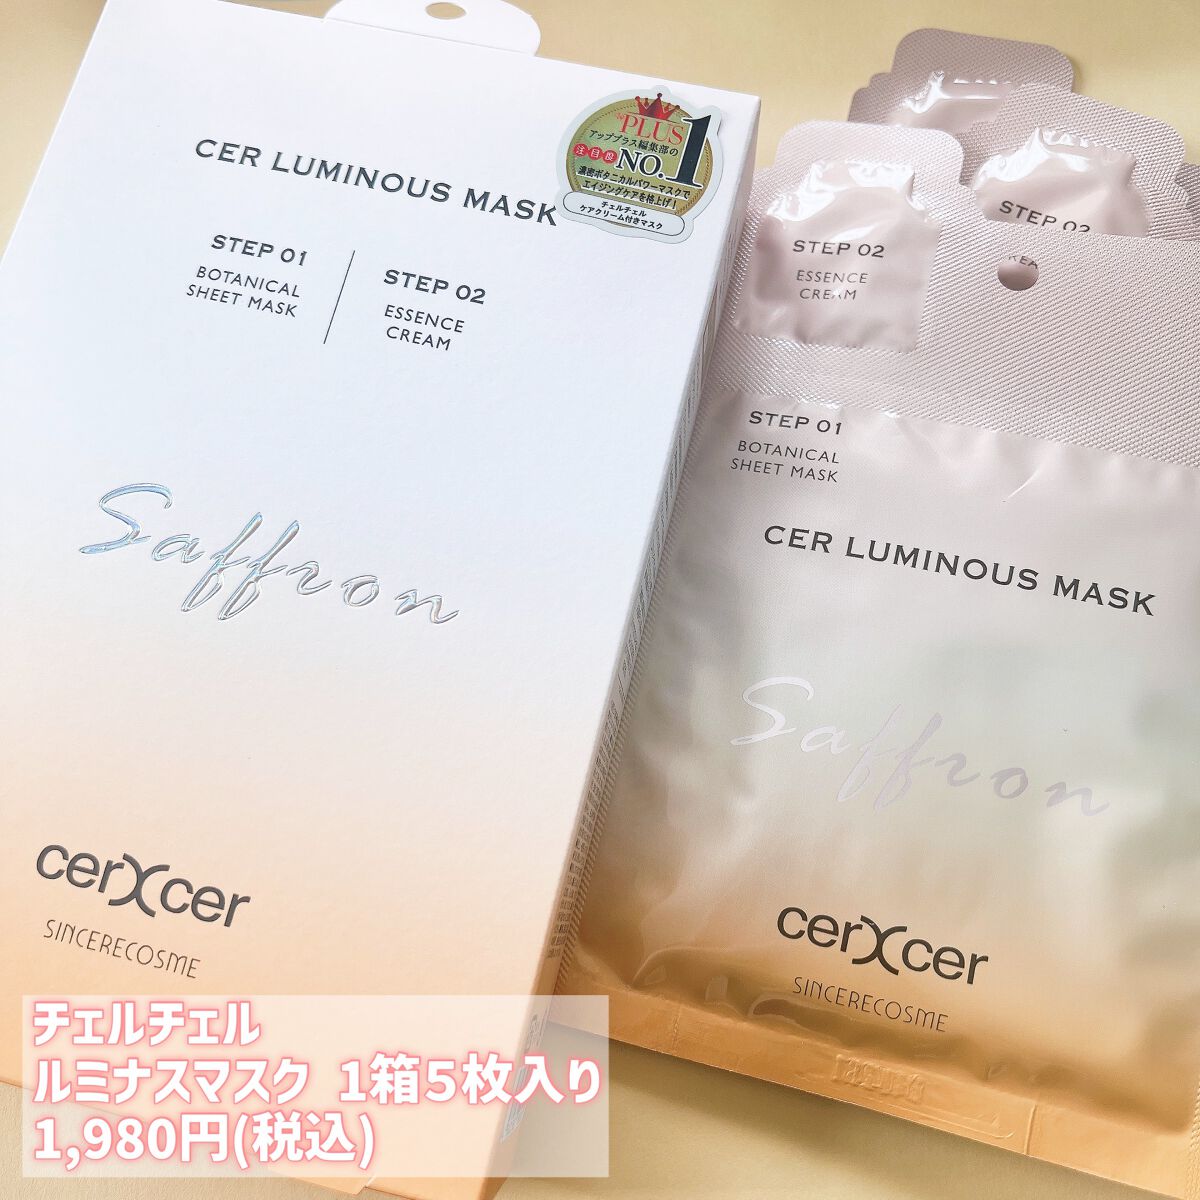 CER LUMINOUS MASK
STEP 01
BOTANICAL
SHEET MASK
STEP 02
ESSENCE
CREAM
PLUS
アッププラス編集部の
注目度
NO.1
濃密ボタニカルパワーマスクで
エイジングケアを格上げ!
チェルチェル
ケアクリーム付きマスク
Saffron
cerXcer
SINCERECOSME
STEP 02
STEP 02
ESSENCE
CREAM
STEP 01
BOTANICAL
SHEET MASK
CER LUMINOUS MASK
Saffron
cerXcer
SINCERECOSME
チェルチェル
ルミナスマスク 1箱5枚入り
1,980円(税込)